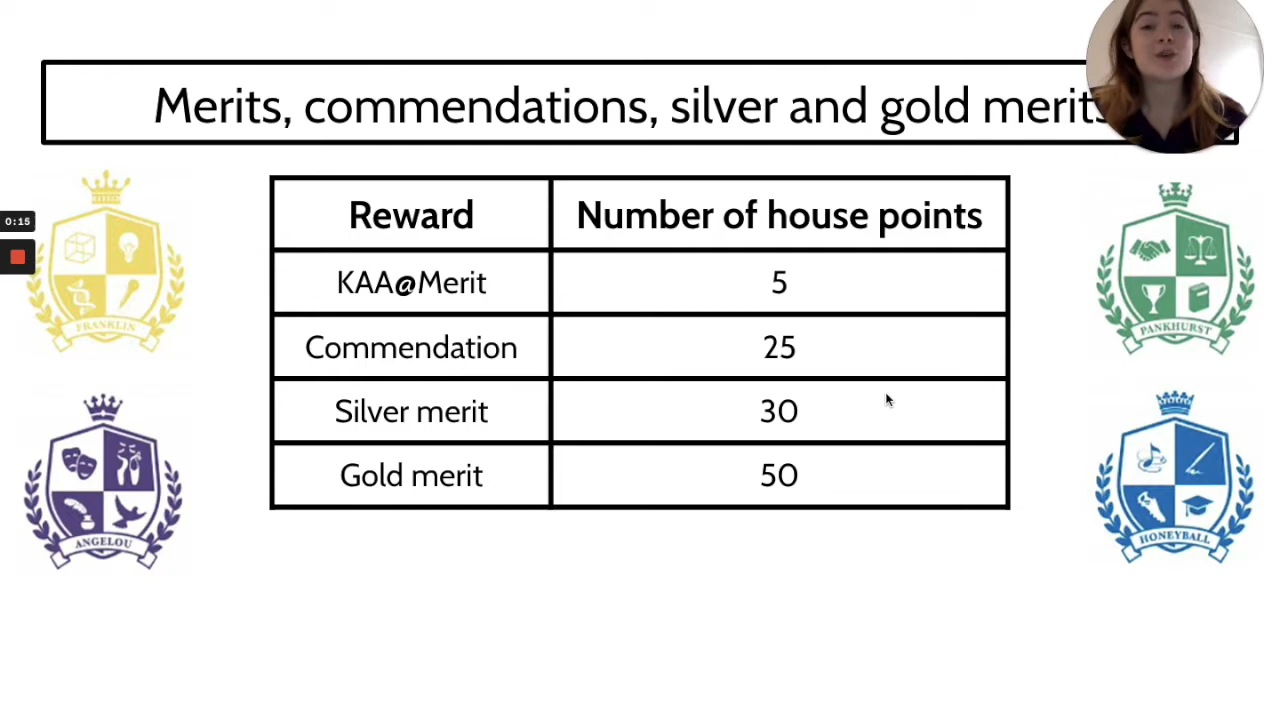 Merits, commendations, silver and gold merits
0:15
Reward Number of house points
KAA@Merit 5
Commendation 25
Silver merit 30
Gold merit 50
FRANKLIN
PANKHURST
ANGELOU
HONEYBALL